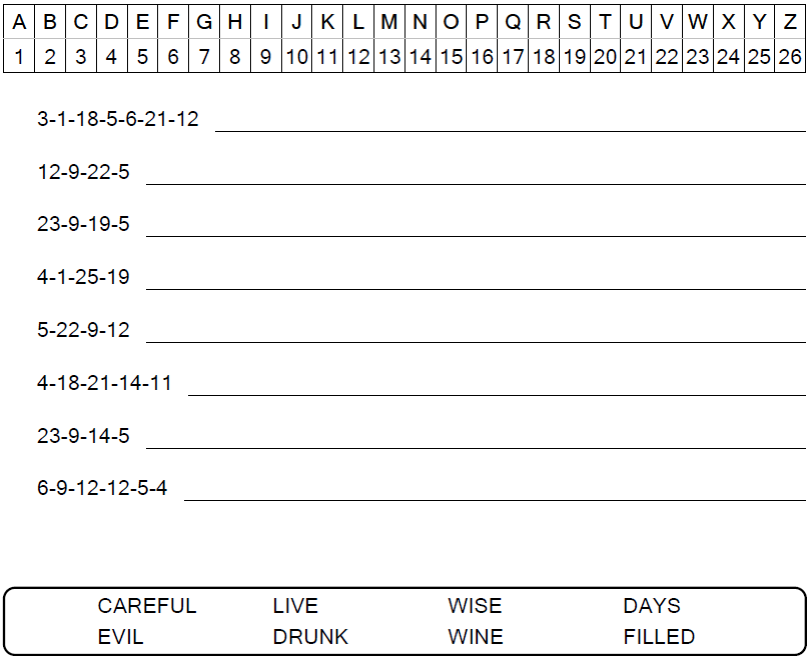 A B C D E F G H I J K L M N O P Q R S T U V W X Y Z
1 2 3 4 5 6 7 8 9 10 11 12 13 14 15 16 17 18 19 20 21 22 23 24 25 26
3-1-18-5-6-21-12
12-9-22-5
23-9-19-5
4-1-25-19
5-22-9-12
4-18-21-14-11
23-9-14-5
6-9-12-12-5-4
CAREFUL LIVE WISE DAYS
EVIL DRUNK WINE FILLED